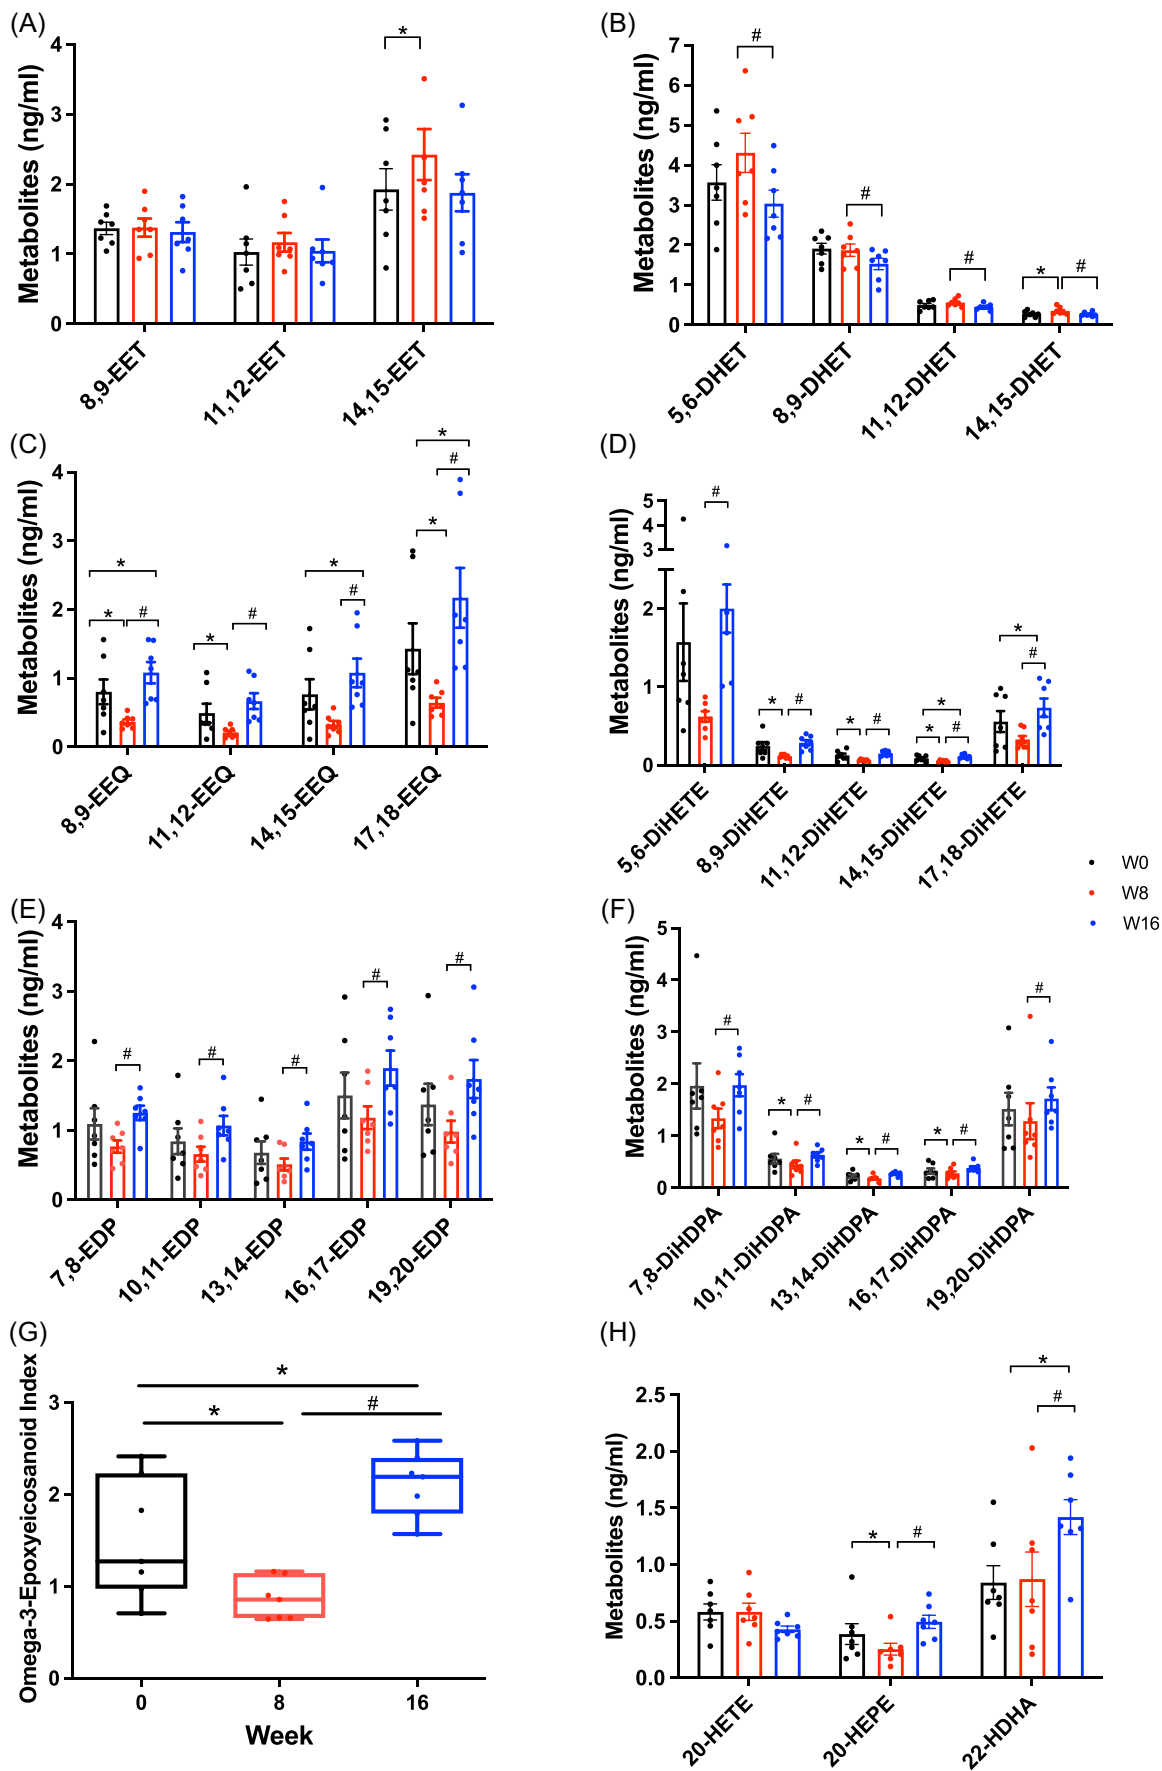 (A)
Metabolites (ng/ml)
4
3
2
1
0
*
8,9-EET
11,12-EET
14,15-EET
(B)
Metabolites (ng/ml)
7
6
5
4
3
2
1
0
#
#
#
* #
5,6-DHET
8,9-DHET
11,12-DHET
14,15-DHET
(C)
Metabolites (ng/ml)
4
3
2
1
0
*
* #
* #
*
#
*
#
*
8,9-EEQ
11,12-EEQ
14,15-EEQ
17,18-EEQ
(D)
Metabolites (ng/ml)
5
4
3
2
1
0
#
* #
* #
*
* #
*
#
5,6-DiHETE
8,9-DiHETE
11,12-DiHETE
14,15-DiHETE
17,18-DiHETE
W0
W8
W16
(E)
Metabolites (ng/ml)
4
3
2
1
0
#
#
#
#
#
7,8-EDP
10,11-EDP
13,14-EDP
16,17-EDP
19,20-EDP
(F)
Metabolites (ng/ml)
5
4
3
2
1
0
#
* #
* #
* #
#
7,8-DiHDPA
10,11-DiHDPA
13,14-DiHDPA
16,17-DiHDPA
19,20-DiHDPA
(G)
Omega-3-Epoxyeicosanoid Index
3
2
1
0
*
*
#
0 8 16
Week
(H)
Metabolites (ng/ml)
2.5
2.0
1.5
1.0
0.5
0.0
* #
*
#
20-HETE
20-HEPE
22-HDHA